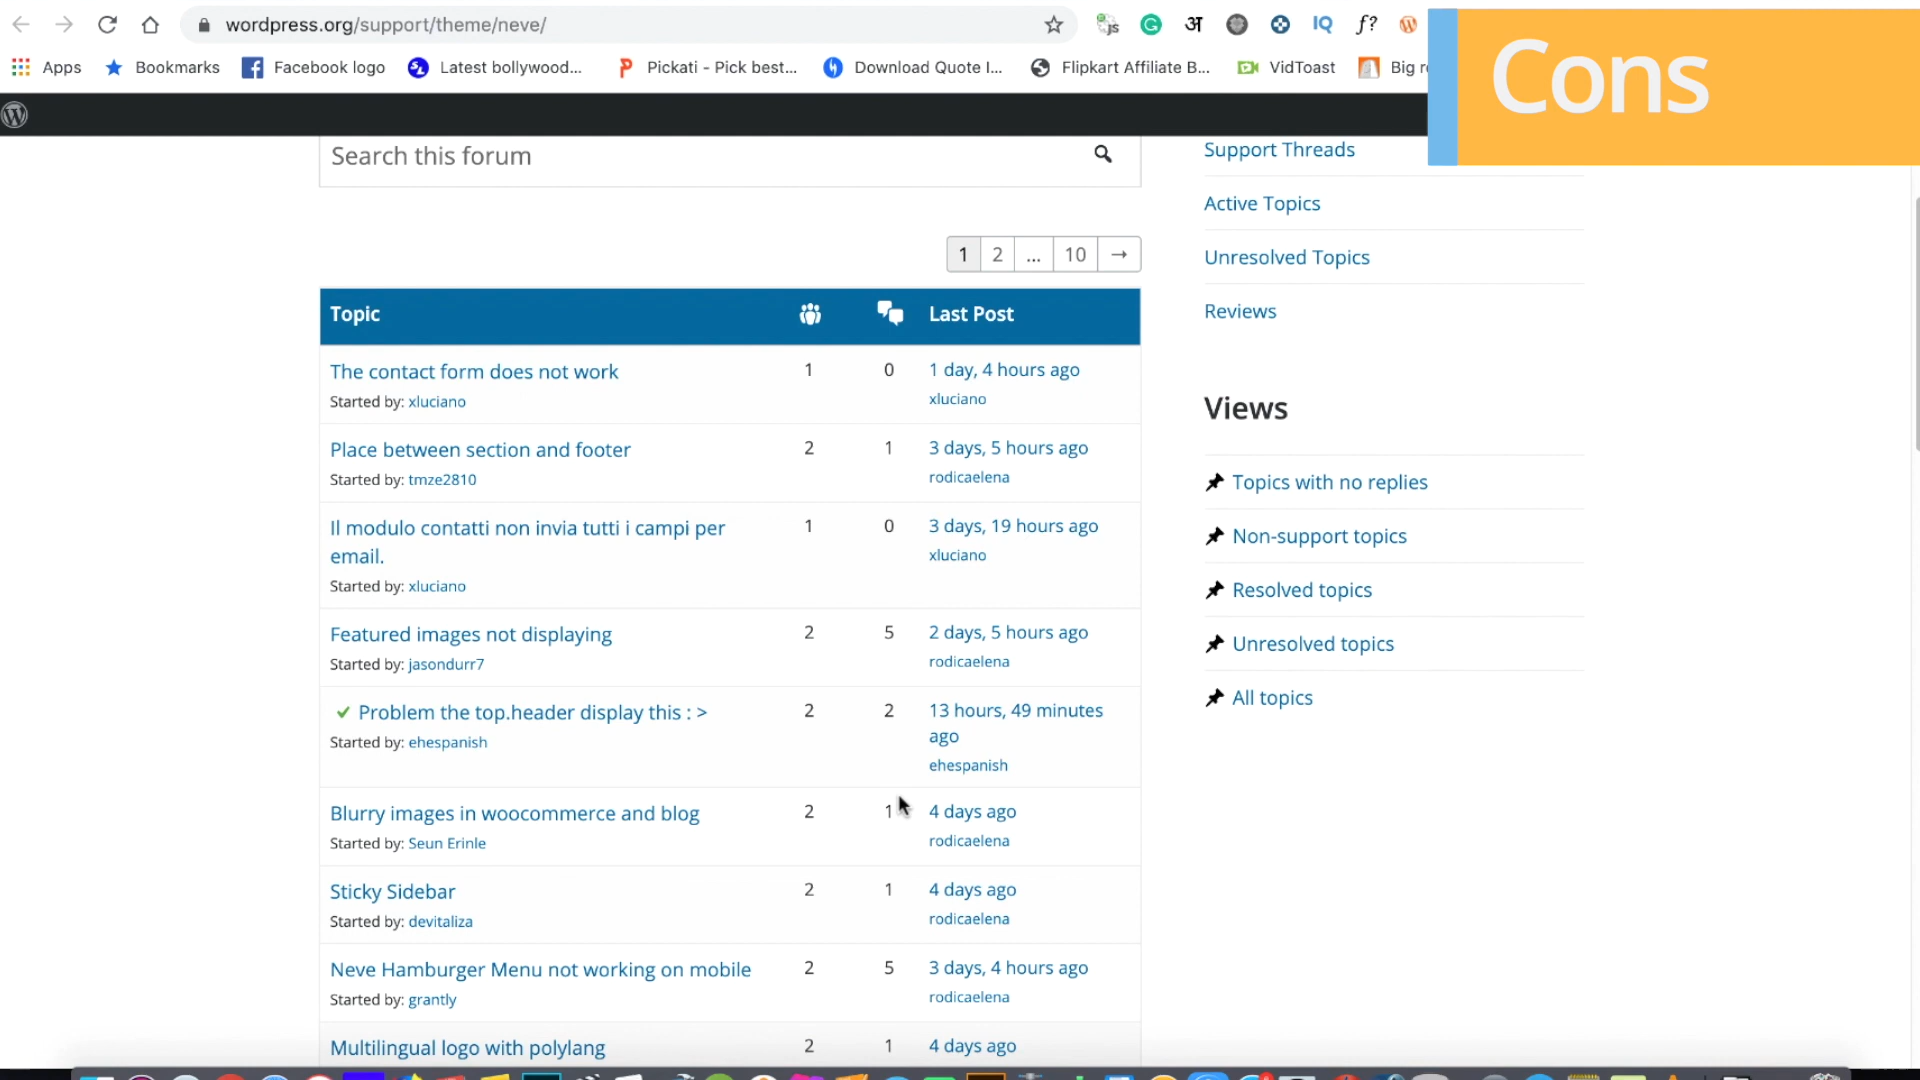 wordpress.org/support/theme/neve/
Apps Bookmarks Facebook logo Latest bollywood... Pickati - Pick best... Download Quote I... Flipkart Affiliate B... VidToast Big r
Cons
Search this forum
Support Threads
Active Topics
Unresolved Topics
Reviews
1 2 ... 10 →
Topic Last Post
The contact form does not work 1 0 1 day, 4 hours ago
Started by: xluciano xluciano
Place between section and footer 2 1 3 days, 5 hours ago
Started by: tmze2810 rodicaelena
Il modulo contatti non invia tutti i campi per 1 0 3 days, 19 hours ago
email. xluciano
Started by: xluciano
Featured images not displaying 2 5 2 days, 5 hours ago
Started by: jasondurr7 rodicaelena
Problem the top.header display this : > 2 2 13 hours, 49 minutes
ago
Started by: ehespanish ehespanish
Blurry images in woocommerce and blog 2 1 4 days ago
Started by: Seun Erinle rodicaelena
Sticky Sidebar 2 1 4 days ago
Started by: devitaliza rodicaelena
Neve Hamburger Menu not working on mobile 2 5 3 days, 4 hours ago
Started by: grantly rodicaelena
Multilingual logo with polylang 2 1 4 days ago
Views
Topics with no replies
Non-support topics
Resolved topics
Unresolved topics
All topics